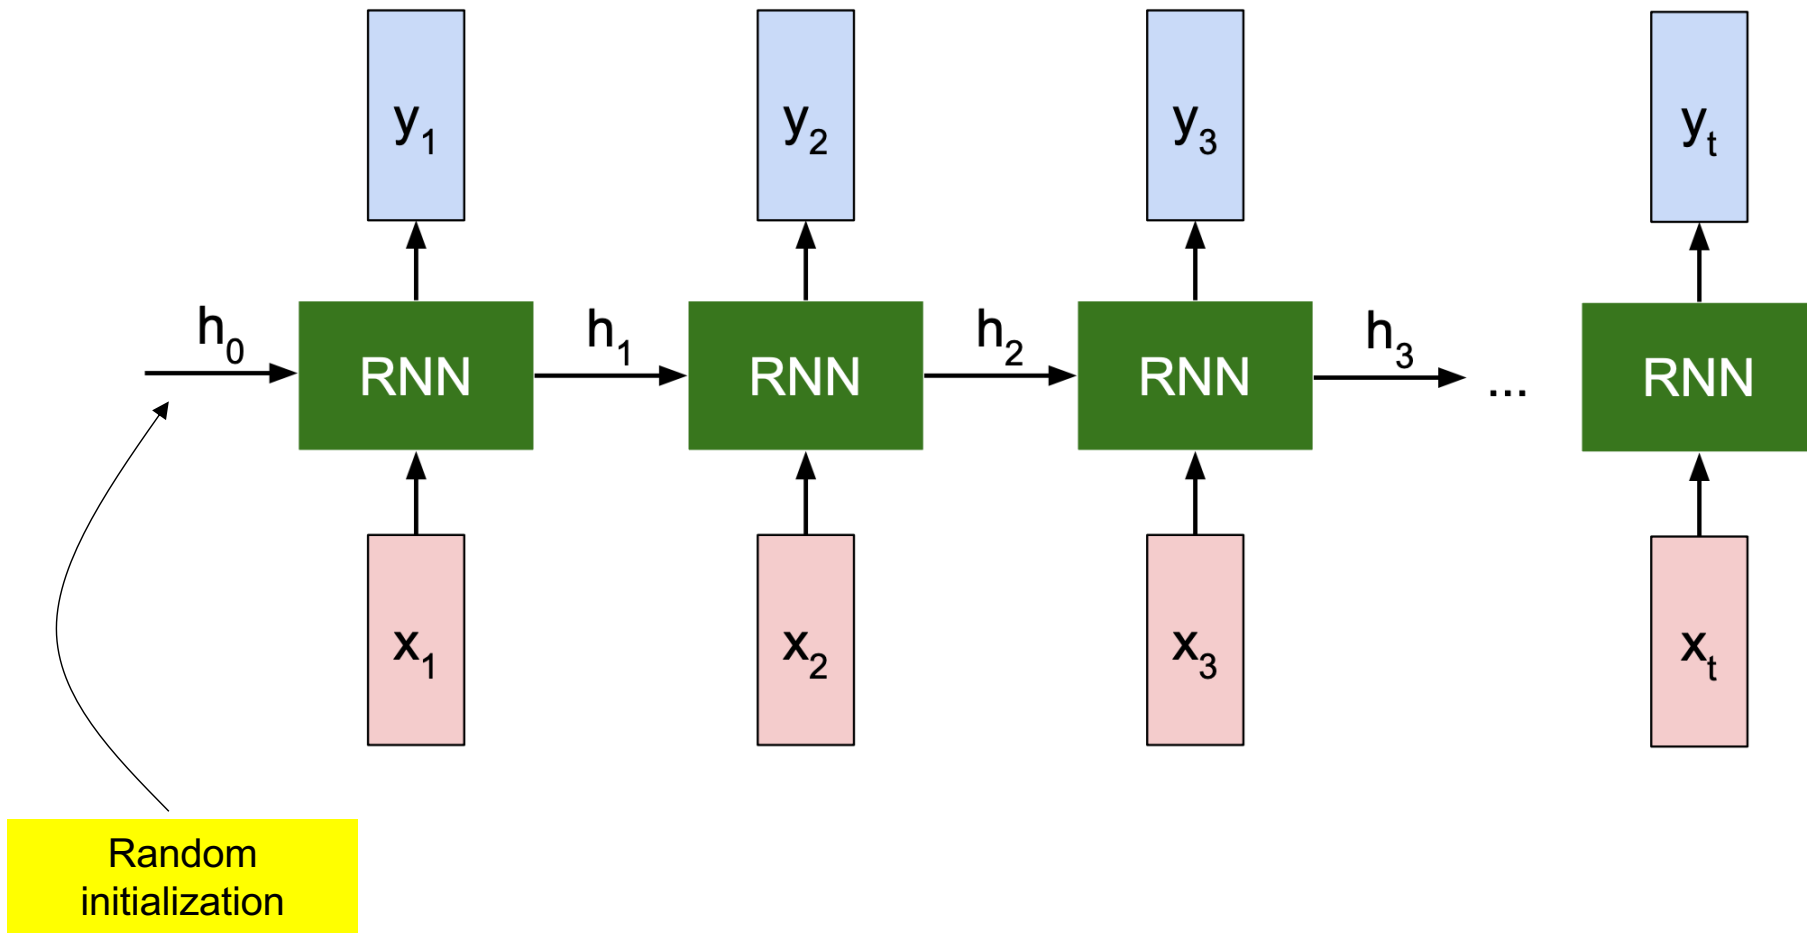 y1 y2 y3 yt
h0 h1 h2 h3
RNN RNN RNN ... RNN
x1 x2 x3 xt
Random
initialization